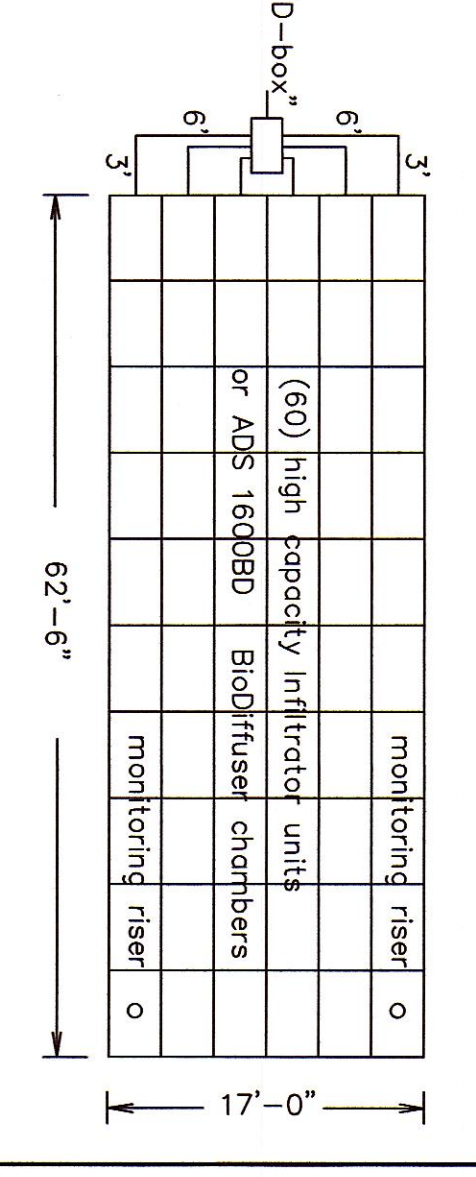 D-box"
6'
6'
3'
3'
(60) high capacity Infiltrator units
or ADS 1600BD BioDiffuser chambers
monitoring riser
monitoring riser
62'-6"
17'-0"